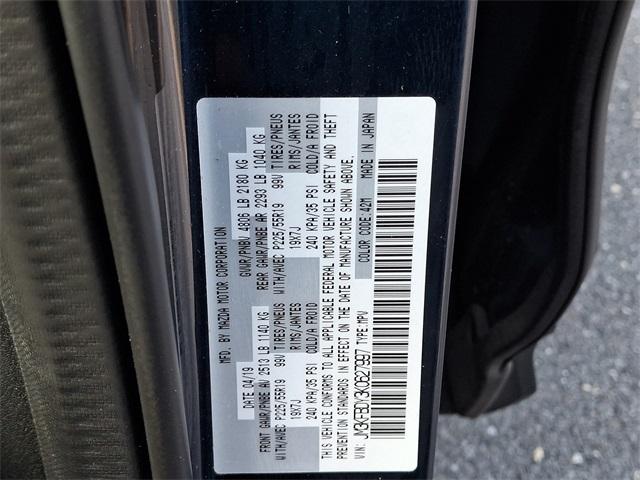 MFD. BY MAZDA MOTOR CORPORATION
DATE 04/19 GVWR/PNBV 4806 LB 2180 KG
FRONT GAWR/PNBE AV 2513 LB 1140 KG REAR GAWR/PNBE AR 2293 LB 1040 KG
WITH/AVEC P225/55R19 99V TIRES/PNEUS WITH/AVEC P225/55R19 99V TIRES/PNEUS
19X7J RIMS/JANTES 19X7J RIMS/JANTES
240 KPA/35 PSI COLD/A FROID 240 KPA/35 PSI COLD/A FROID
THIS VEHICLE CONFORMS TO ALL APPLICABLE FEDERAL MOTOR VEHICLE SAFETY AND THEFT
PREVENTION STANDARDS IN EFFECT ON THE DATE OF MANUFACTURE SHOWN ABOVE.
VIN: JM3KFBDY3K0627997 TYPE:MPV COLOR CODE:42M MADE IN JAPAN